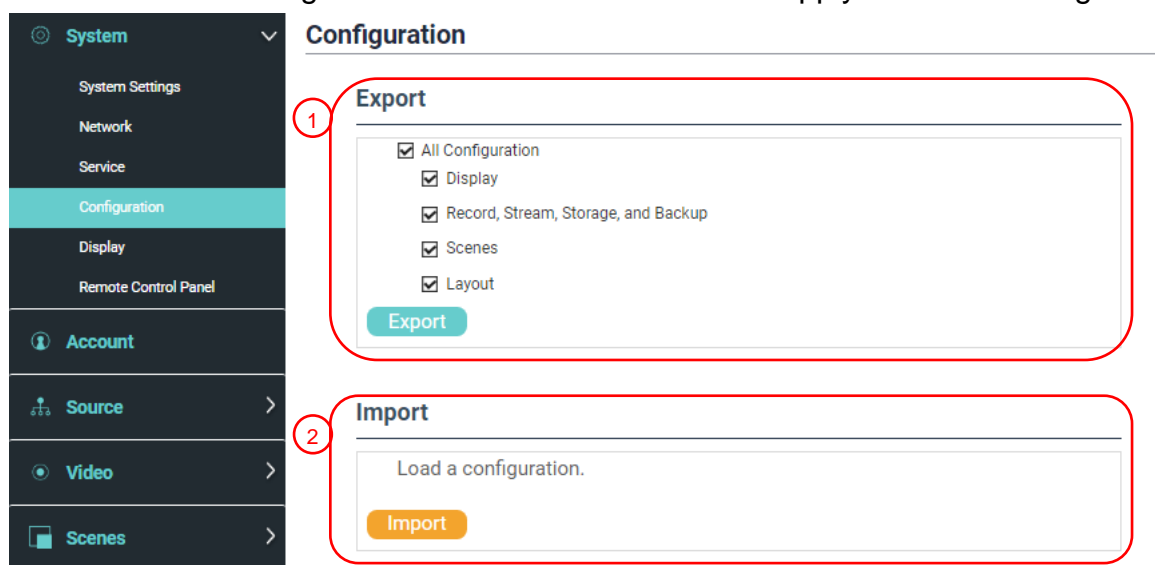 System
System Settings
Network
Service
Configuration
Display
Remote Control Panel
Account
Source
Video
Scenes
Configuration
1
Export
All Configuration
Display
Record, Stream, Storage, and Backup
Scenes
Layout
Export
2
Import
Load a configuration.
Import